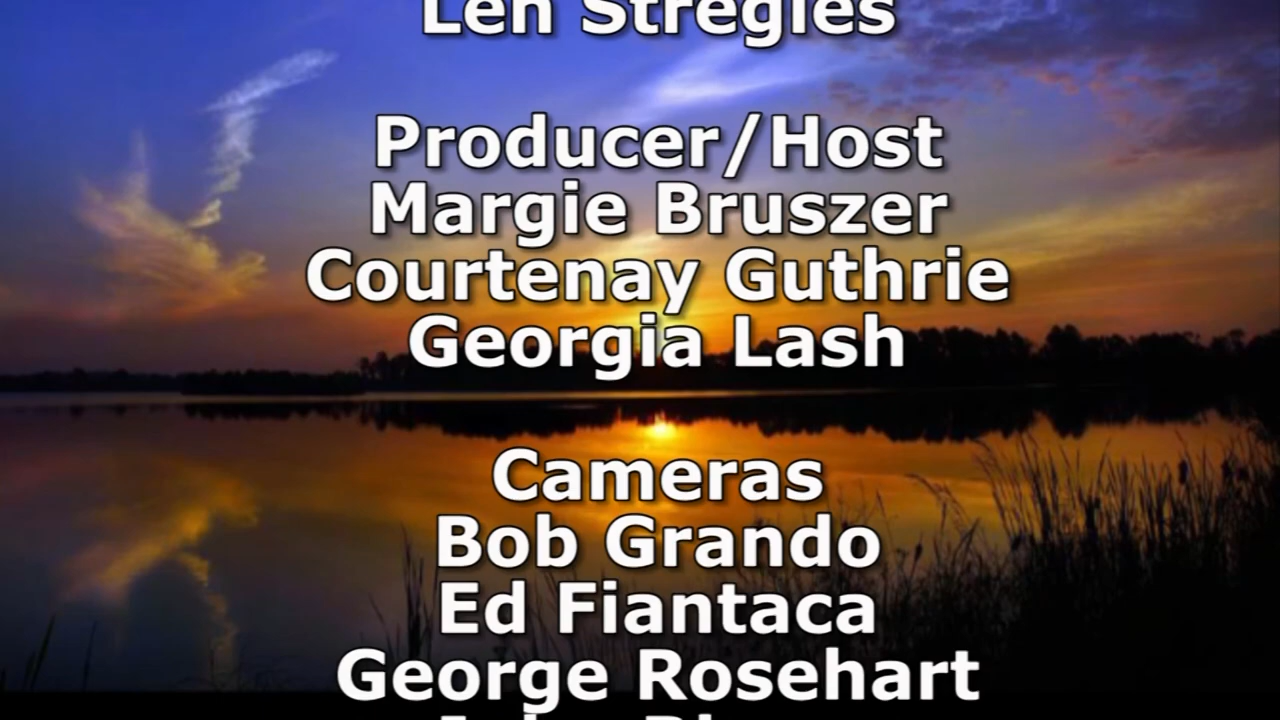 Len Stregles
Producer/Host
Margie Bruszer
Courtenay Guthrie
Georgia Lash
Cameras
Bob Grando
Ed Fiantaca
George Rosehart